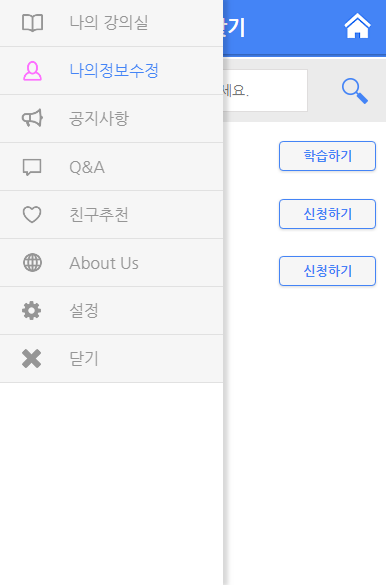 나의 강의실
나의정보수정
공지사항
Q&A
친구추천
About Us
설정
닫기
기
세요.
학습하기
신청하기
신청하기